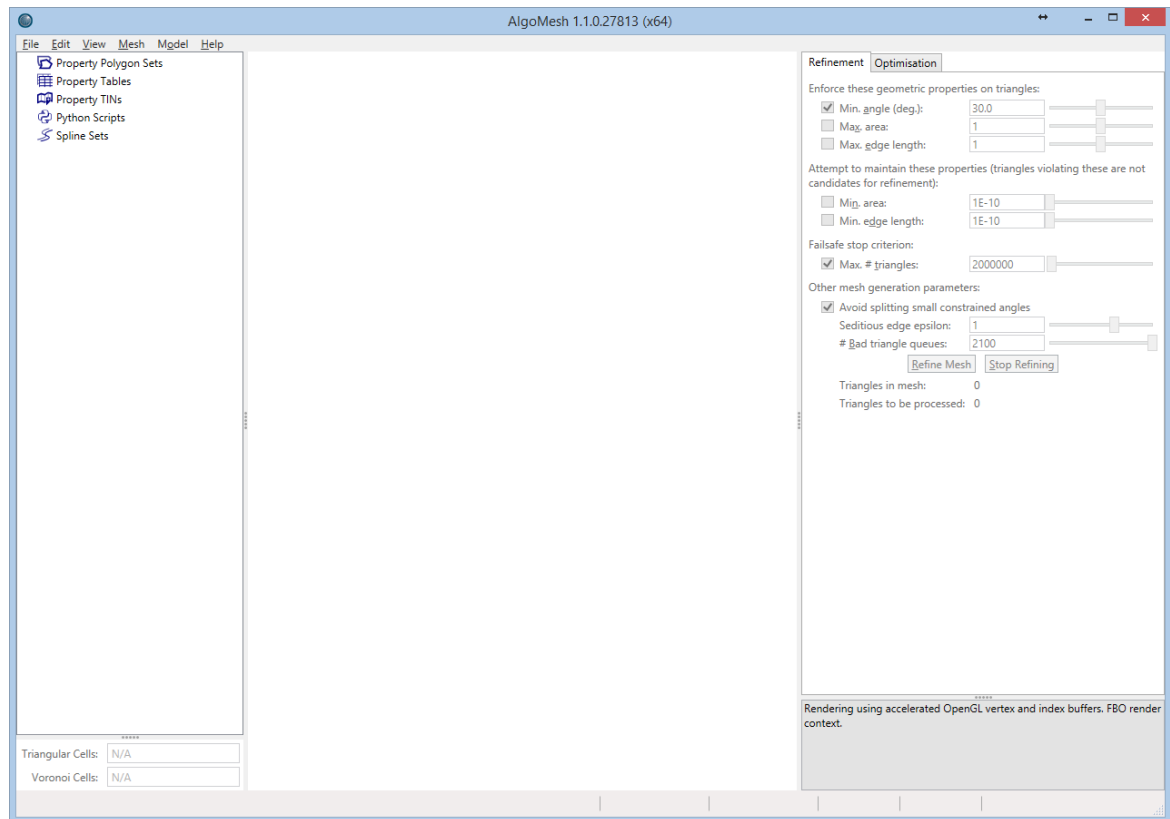 AlgoMesh 1.1.0.27813 (x64)
File Edit View Mesh Model Help
Property Polygon Sets
Property Tables
Property TINs
Python Scripts
Spline Sets
Triangular Cells: N/A
Voronoi Cells: N/A
Refinement Optimisation
Enforce these geometric properties on triangles:
Min. angle (deg.): 30.0
Max. area: 1
Max. edge length: 1
Attempt to maintain these properties (triangles violating these are not
candidates for refinement):
Min. area: 1E-10
Min. edge length: 1E-10
Failsafe stop criterion:
Max. # triangles: 2000000
Other mesh generation parameters:
Avoid splitting small constrained angles
Seditious edge epsilon: 1
# Bad triangle queues: 2100
Refine Mesh Stop Refining
Triangles in mesh: 0
Triangles to be processed: 0
Rendering using accelerated OpenGL vertex and index buffers. FBO render
context.